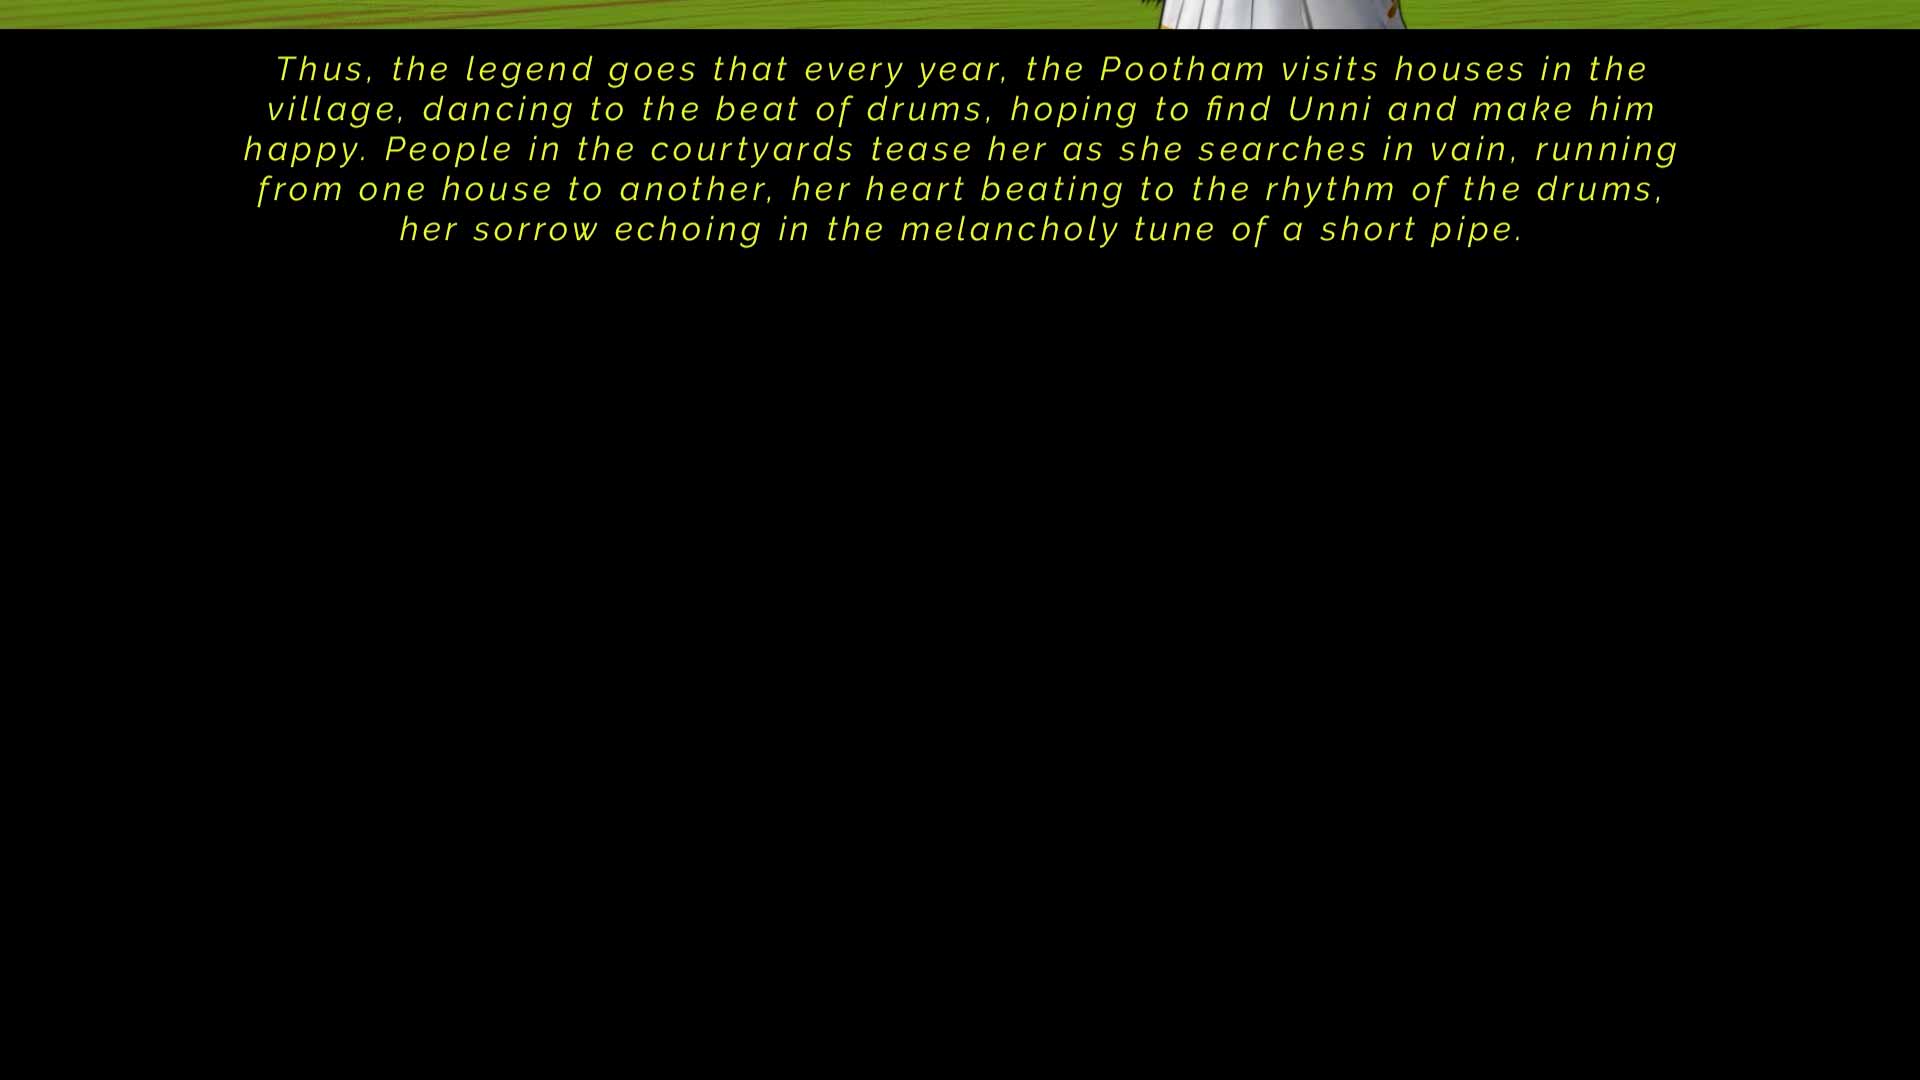 Thus, the legend goes that every year, the Pootham visits houses in the
village, dancing to the beat of drums, hoping to find Unni and make him
happy. People in the courtyards tease her as she searches in vain, running
from one house to another, her heart beating to the rhythm of the drums,
her sorrow echoing in the melancholy tune of a short pipe.